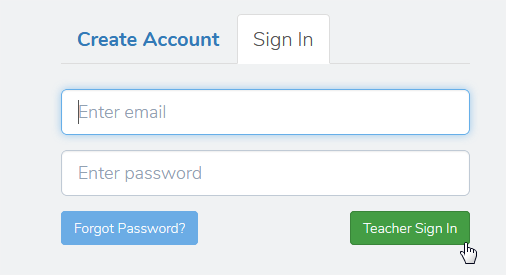 Create Account Sign In
Enter email
Enter password
Forgot Password? Teacher Sign In